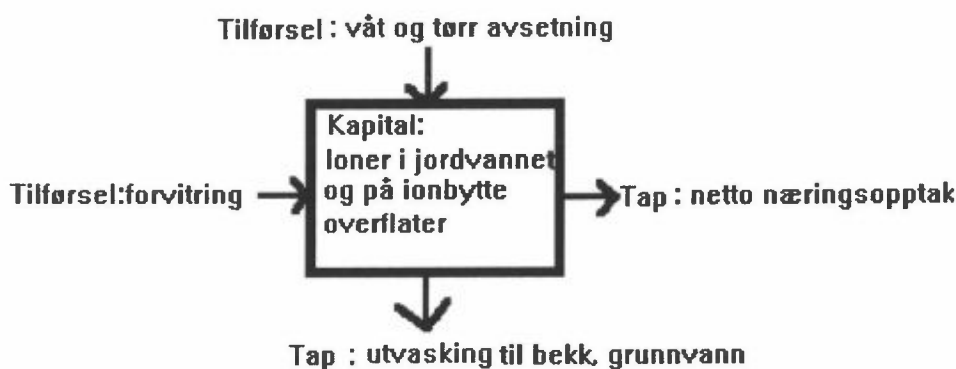 Tilførsel : våt og tørr avsetning
Kapital:
Ioner i jordvannet
og på ionbytte
overflater
Tilførsel:forvitring
Tap : netto næringsopptak
Tap : utvasking til bekk, grunnvann